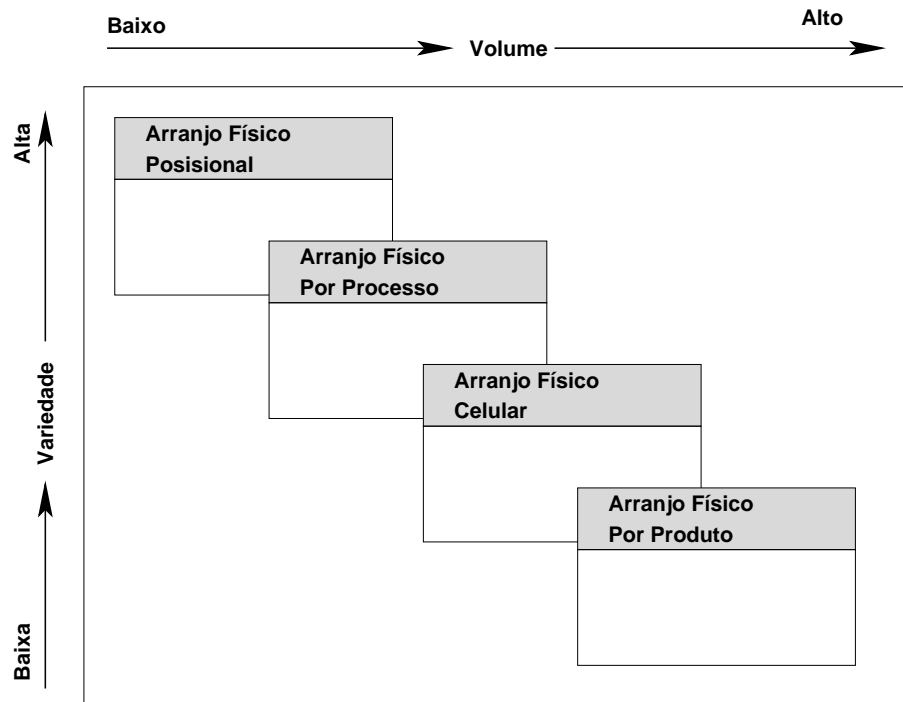 Baixo
Alto
Volume
Alta
Variedade
Baixa
Arranjo Físico
Posisional
Arranjo Físico
Por Processo
Arranjo Físico
Celular
Arranjo Físico
Por Produto